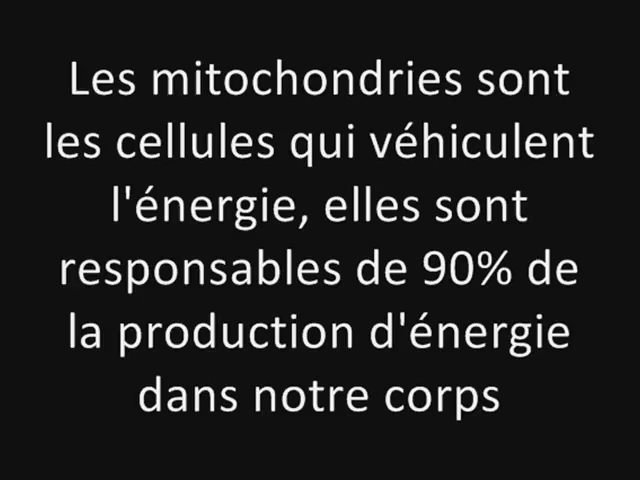 Les mitochondries sont
les cellules qui véhiculent
l'énergie, elles sont
responsables de 90% de
la production d'énergie
dans notre corps